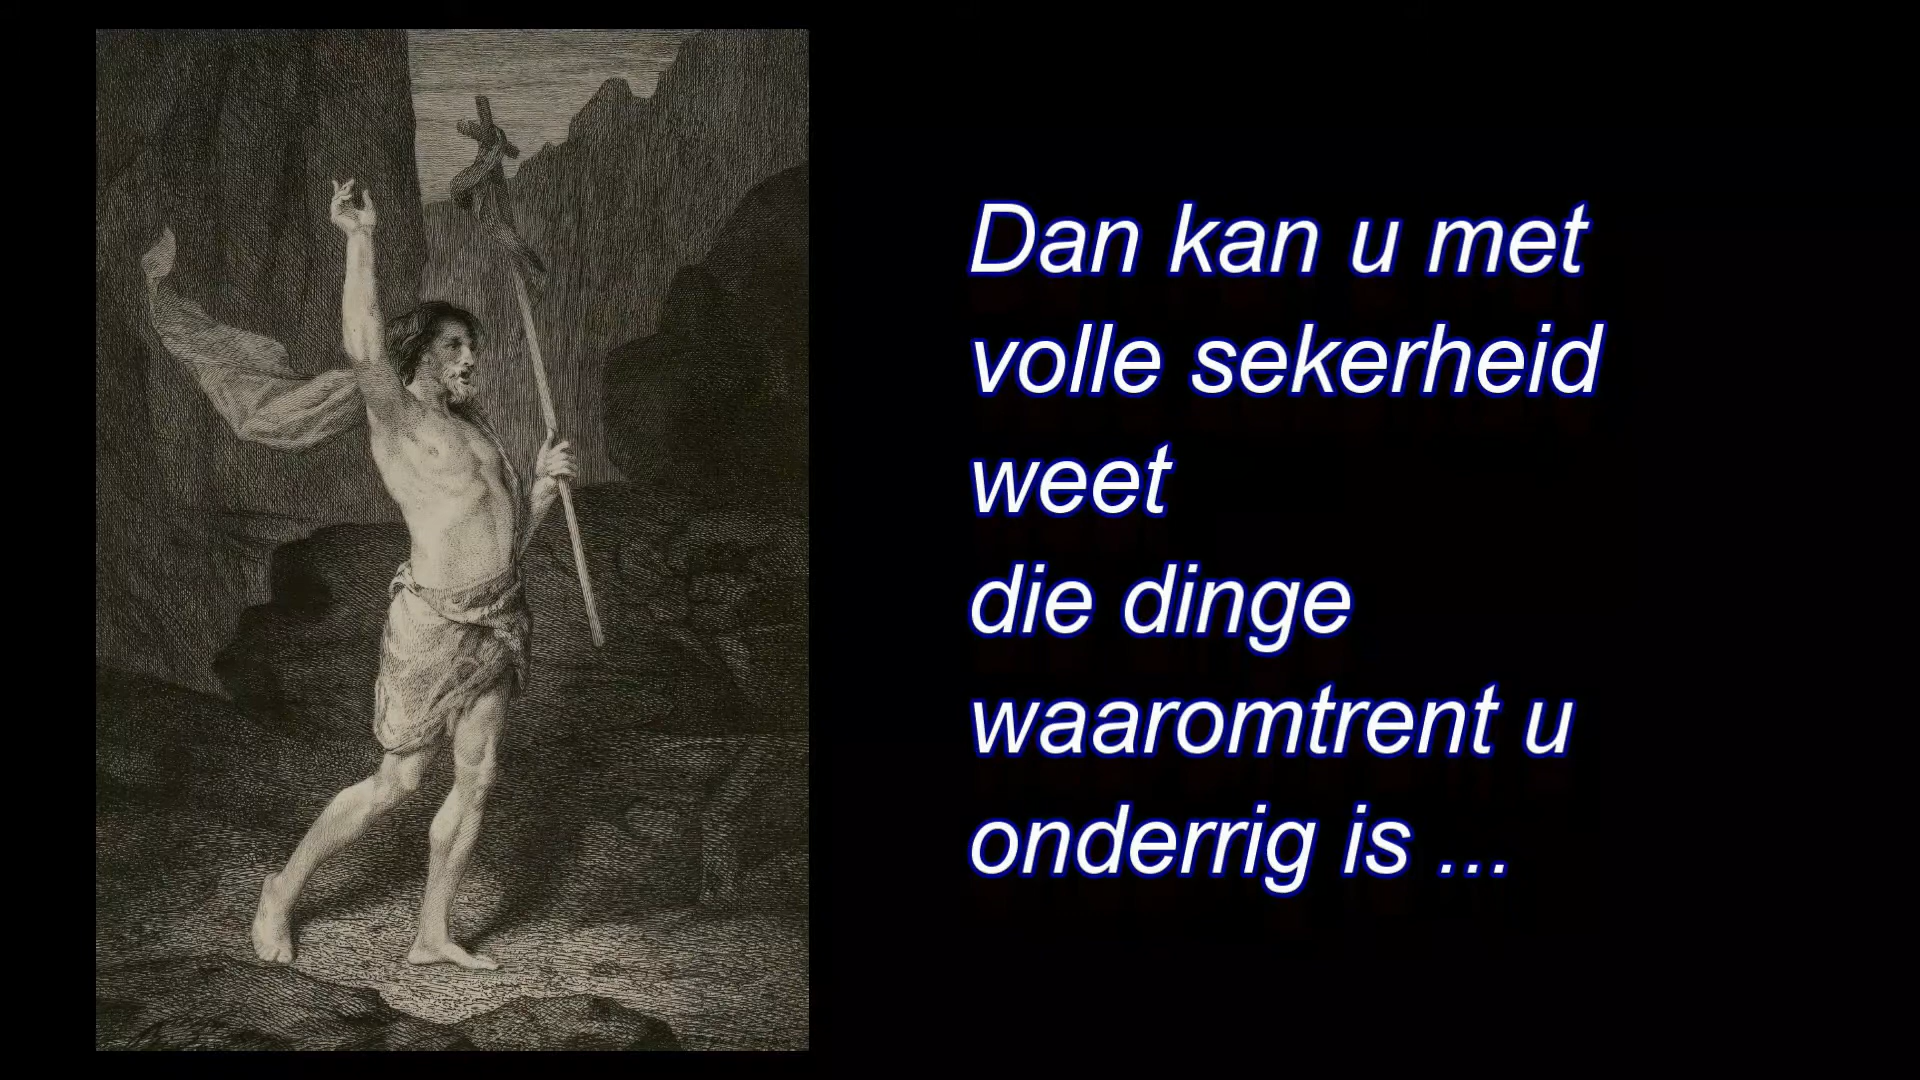 Dan kan u met
volle sekerheid
weet
die dinge
waaromtrent u
onderrig is ...